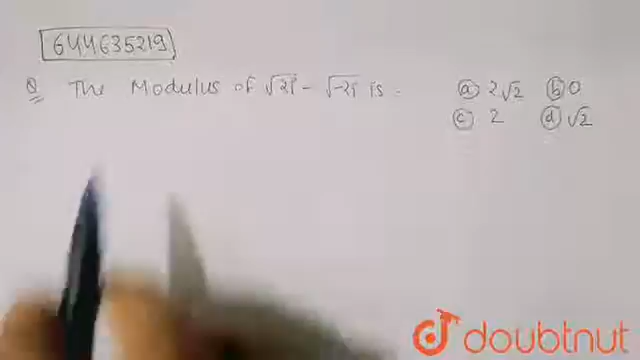 644635219
Q The Modulus of √2i - √-2i is. ⓐ 2√2 ⓑ 0
ⓒ 2 ⓓ √2
doubtnut